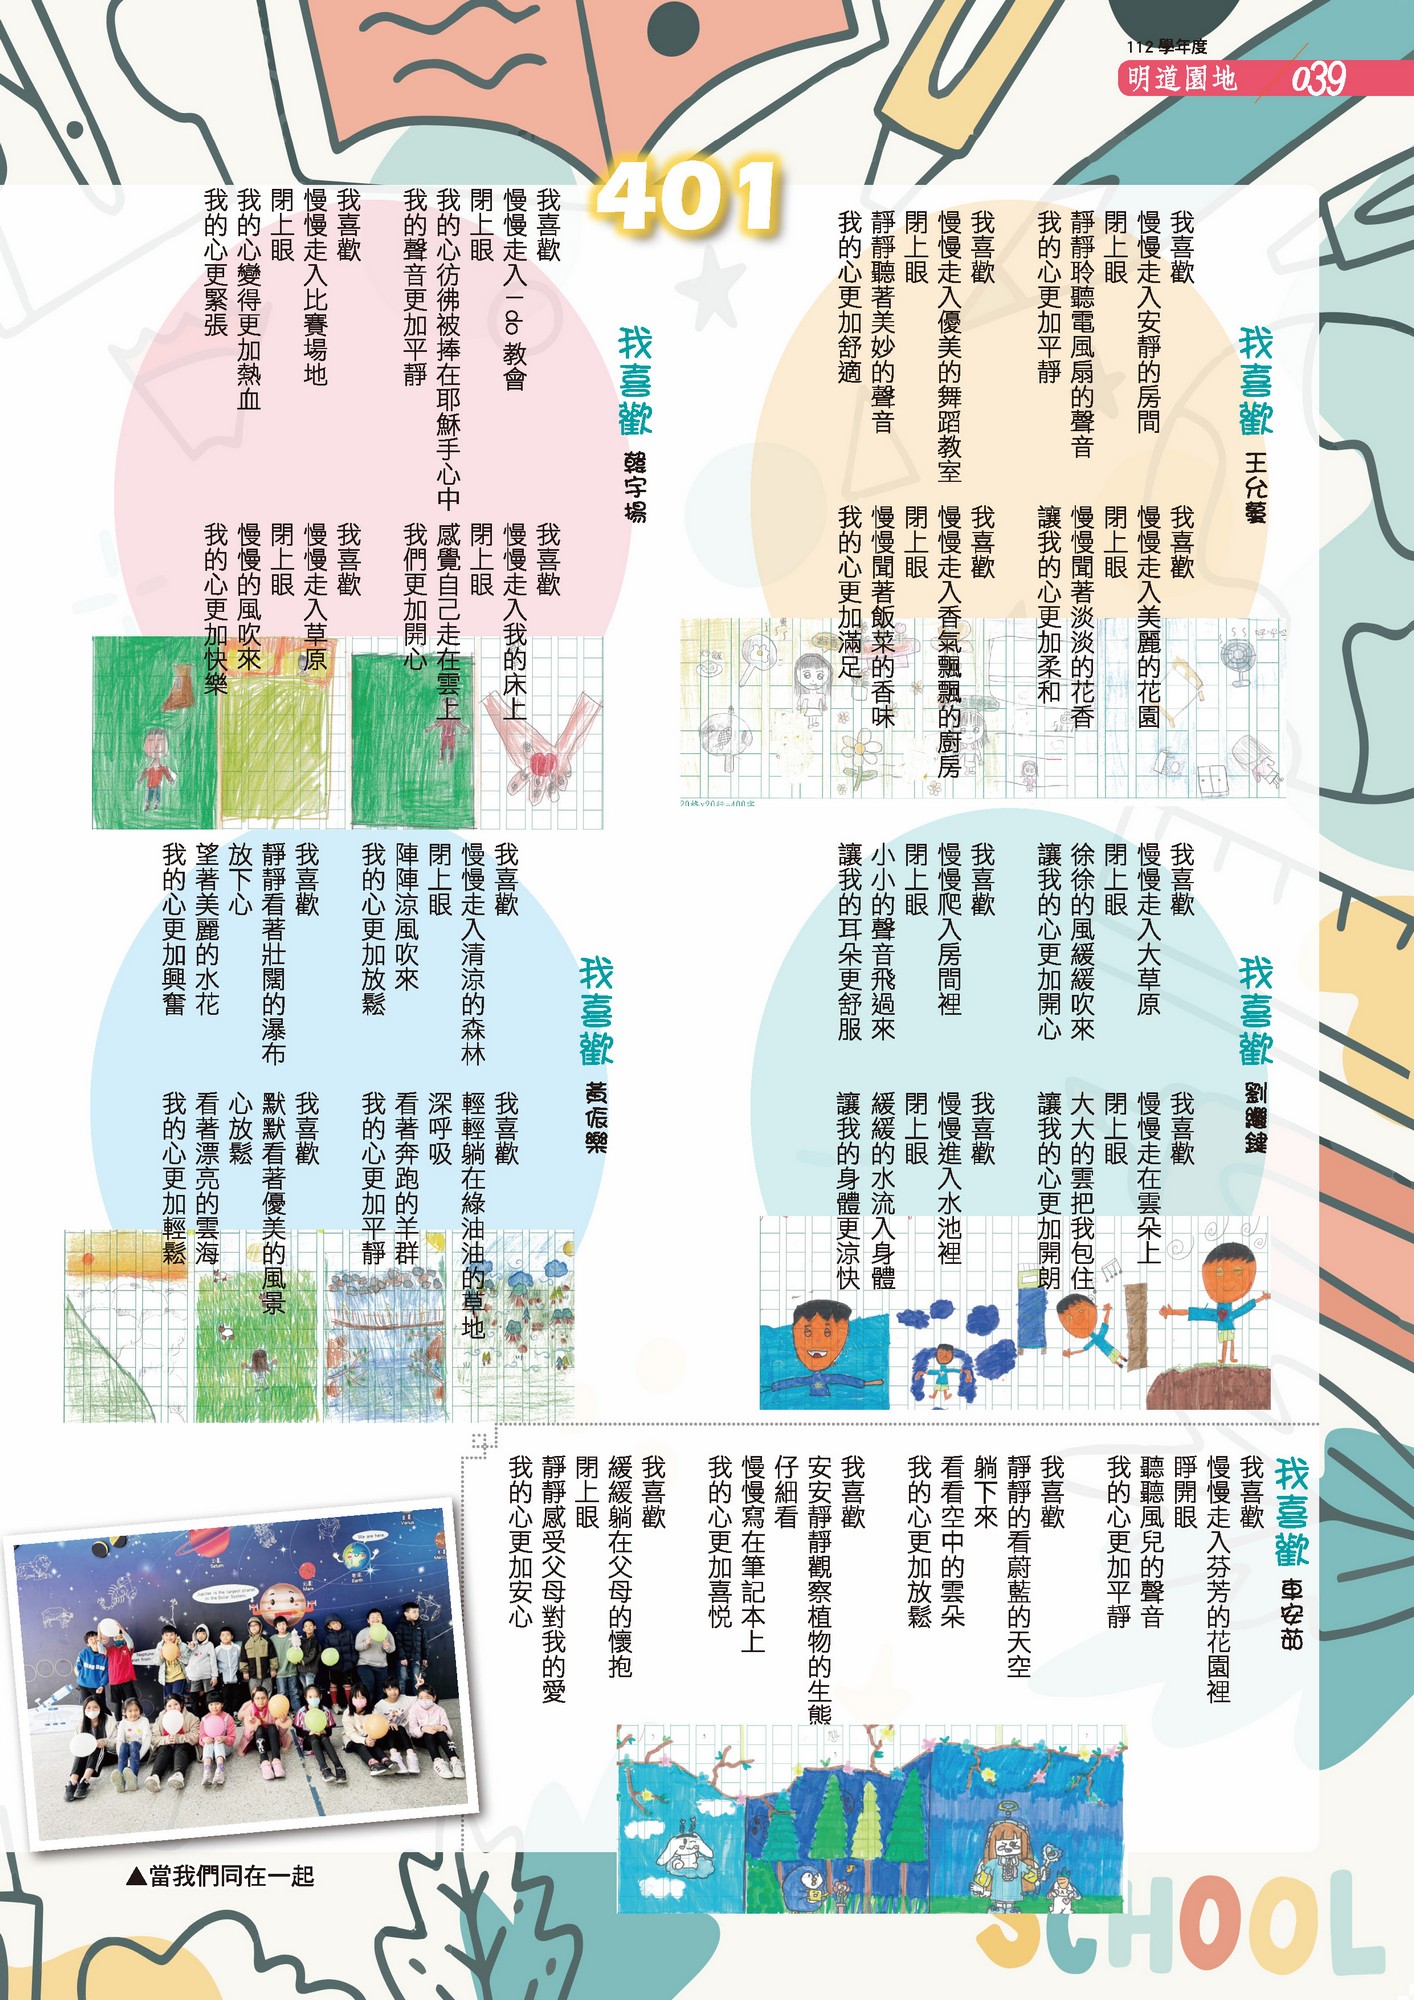 112 學年度
明道園地
039
401
我喜歡 王允蔓
我喜歡
慢慢走入安靜的房間
閉上眼
靜靜聆聽電風扇的聲音
我的心更加平靜
我喜歡
慢慢走入優美的舞蹈教室
閉上眼
靜靜聽著美妙的聲音
我的心更加舒適
我喜歡
慢慢走入美麗的花園
閉上眼
慢慢聞著淡淡的花香
讓我的心更加柔和
我喜歡
慢慢走入香氣飄飄的廚房
閉上眼
慢慢聞著飯菜的香味
我的心更加滿足
20格×20行=400字
我喜歡 韓字揚
我喜歡
慢慢走入 I do 教會
閉上眼
我的心彷彿被捧在耶穌手心中
我的聲音更加平靜
我喜歡
慢慢走入比賽場地
閉上眼
我的心變得更加熱血
我的心更緊張
我喜歡
慢慢走入我的床上
閉上眼
感覺自己走在雲上
我們更加開心
我喜歡
慢慢走入草原
閉上眼
慢慢的風吹來
我的心更加快樂
我喜歡 劉鍵
我喜歡
慢慢走入大草原
閉上眼
徐徐的風緩緩吹來
讓我的心更加開心
我喜歡
慢慢爬入房間裡
閉上眼
小小的聲音飛過來
讓我的耳朵更舒服
我喜歡
慢慢走在雲朵上
閉上眼
大大的雲把我包住
讓我的心更加開朗
我喜歡
慢慢進入水池裡
閉上眼
緩緩的水流入身體
讓我的身體更涼快
我喜歡 黃侲樂
我喜歡
慢慢走入清涼的森林
閉上眼
陣陣涼風吹來
我的心更加放鬆
我喜歡
靜靜看著壯闊的瀑布
放下心
望著美麗的水花
我的心更加興奮
我喜歡
輕輕躺在綠油油的草地
深呼吸
看著奔跑的羊群
我的心更加平靜
我喜歡
默默看著優美的風景
心放鬆
看著漂亮的雲海
我的心更加輕鬆
我喜歡 車安茹
我喜歡
慢慢走入芬芳的花園裡
睜開眼
聽聽風兒的聲音
我的心更加平靜
我喜歡
靜靜的看蔚藍的天空
躺下來
看看空中的雲朵
我的心更加放鬆
我喜歡
安安靜靜觀察植物的生態
仔細看
慢慢寫在筆記本上
我的心更加喜悅
我喜歡
緩緩躺在父母的懷抱
閉上眼
靜靜感受父母對我的愛
我的心更加安心
We are here.
Jupiter is the largest planet
in the Solar System.
Saturn
Mars
Earth
Venus
Neptune
▲當我們同在一起
SCHOOL